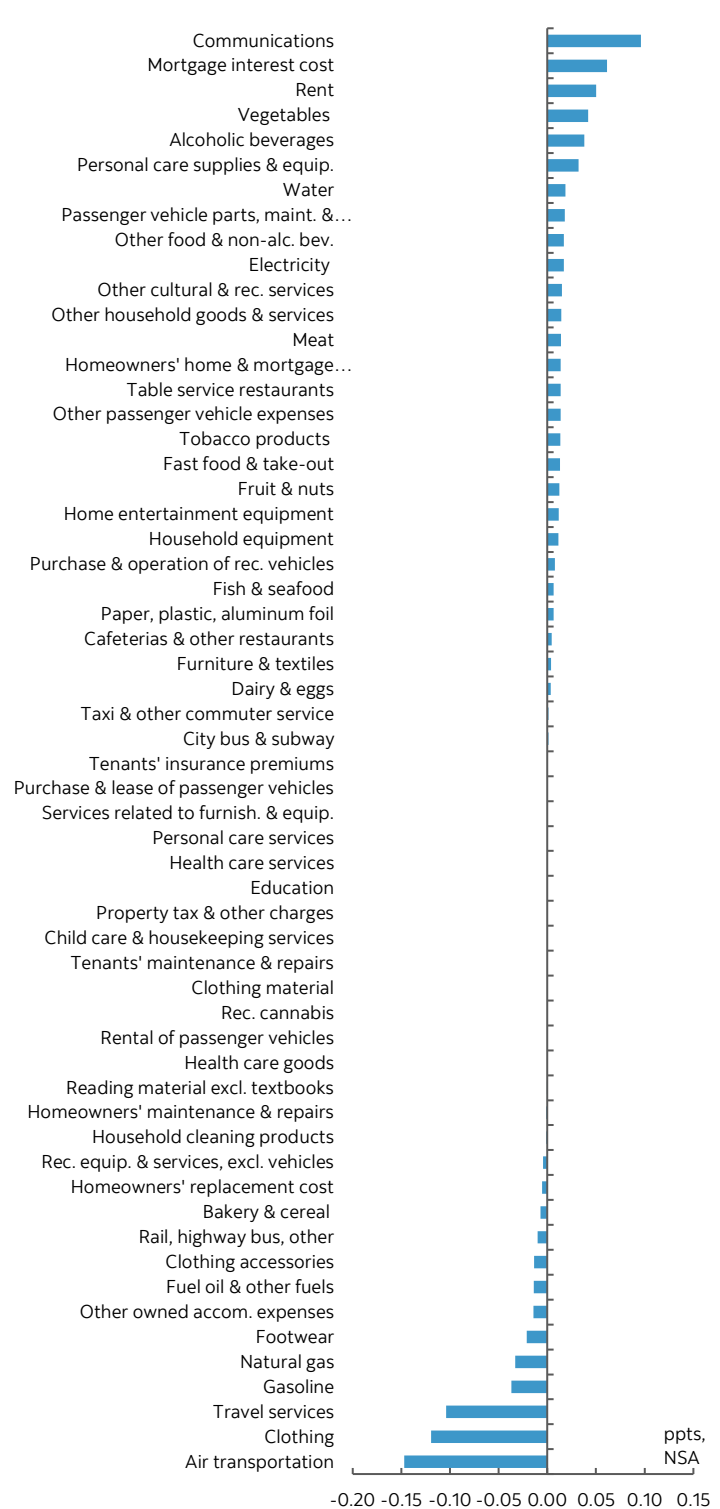 Communications
Mortgage interest cost
Rent
Vegetables
Alcoholic beverages
Personal care supplies & equip.
Water
Passenger vehicle parts, maint. &…
Other food & non-alc. bev.
Electricity
Other cultural & rec. services
Other household goods & services
Meat
Homeowners' home & mortgage…
Table service restaurants
Other passenger vehicle expenses
Tobacco products
Fast food & take-out
Fruit & nuts
Home entertainment equipment
Household equipment
Purchase & operation of rec. vehicles
Fish & seafood
Paper, plastic, aluminum foil
Cafeterias & other restaurants
Furniture & textiles
Dairy & eggs
Taxi & other commuter service
City bus & subway
Tenants' insurance premiums
Purchase & lease of passenger vehicles
Services related to furnish. & equip.
Personal care services
Health care services
Education
Property tax & other charges
Child care & housekeeping services
Tenants' maintenance & repairs
Clothing material
Rec. cannabis
Rental of passenger vehicles
Health care goods
Reading material excl. textbooks
Homeowners' maintenance & repairs
Household cleaning products
Rec. equip. & services, excl. vehicles
Homeowners' replacement cost
Bakery & cereal
Rail, highway bus, other
Clothing accessories
Fuel oil & other fuels
Other owned accom. expenses
Footwear
Natural gas
Gasoline
Travel services
Clothing
Air transportation
ppts,
NSA
-0.20 -0.15 -0.10 -0.05 0.00 0.05 0.10 0.15